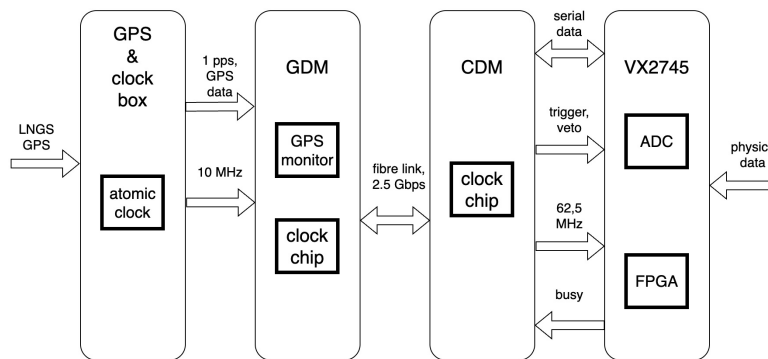 GPS
&
clock
box
LNGS
GPS
atomic
clock
1 pps,
GPS
data
10 MHz
GDM
GPS
monitor
clock
chip
fibre link,
2.5 Gbps
CDM
clock
chip
serial
data
trigger,
veto
62,5
MHz
busy
VX2745
ADC
FPGA
data